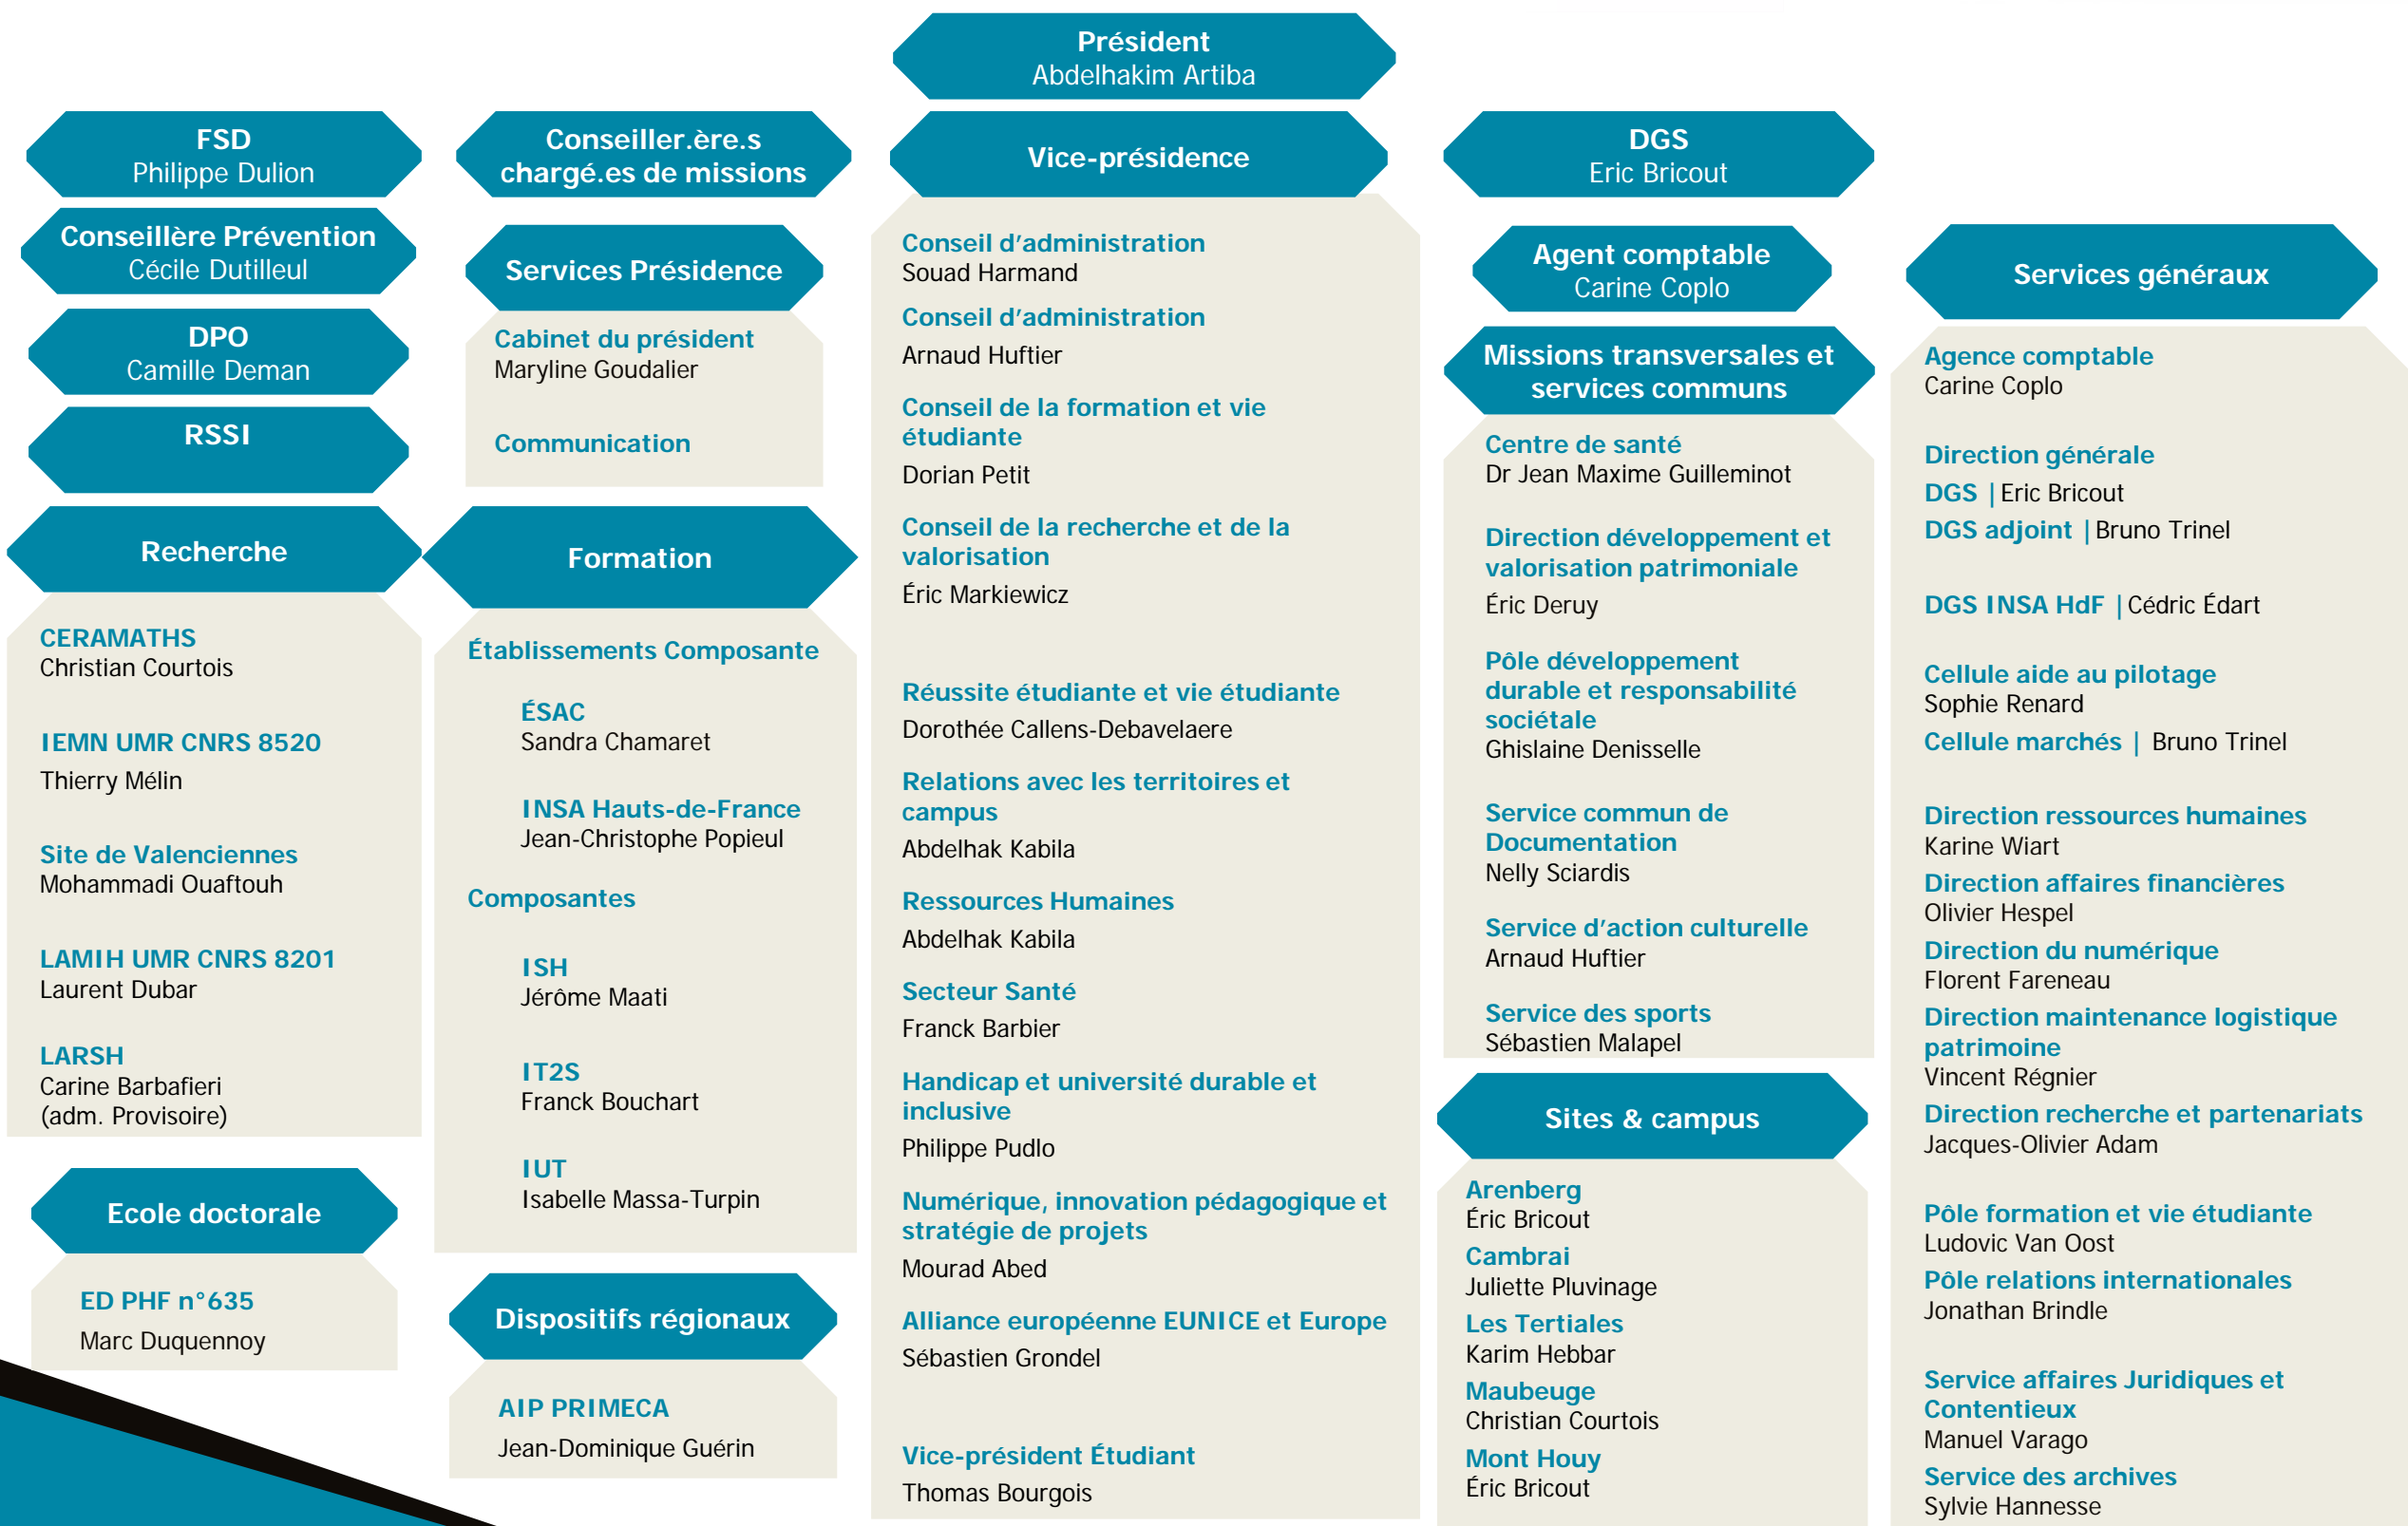 Président
Abdelhakim Artiba
FSD
Philippe Dulion
Conseillère Prévention
Cécile Dutilleul
DPO
Camille Deman
RSSI
Recherche
CERAMATHS
Christian Courtois
IEMN UMR CNRS 8520
Thierry Mélin
Site de Valenciennes
Mohammadi Ouaftouh
LAMIH UMR CNRS 8201
Laurent Dubar
LARSH
Carine Barbafieri
(adm. Provisoire)
Ecole doctorale
ED PHF n°635
Marc Duquennoy
Conseiller.ère.s
chargé.es de missions
Services Présidence
Cabinet du président
Maryline Goudalier
Communication
Formation
Établissements Composante
ÉSAC
Sandra Chamaret
INSA Hauts-de-France
Jean-Christophe Popieul
Composantes
ISH
Jérôme Maati
IT2S
Franck Bouchart
IUT
Isabelle Massa-Turpin
Dispositifs régionaux
AIP PRIMECA
Jean-Dominique Guérin
Vice-présidence
Conseil d'administration
Souad Harmand
Conseil d'administration
Arnaud Huftier
Conseil de la formation et vie
étudiante
Dorian Petit
Conseil de la recherche et de la
valorisation
Éric Markiewicz
Réussite étudiante et vie étudiante
Dorothée Callens-Debavelaere
Relations avec les territoires et
campus
Abdelhak Kabila
Ressources Humaines
Abdelhak Kabila
Secteur Santé
Franck Barbier
Handicap et université durable et
inclusive
Philippe Pudlo
Numérique, innovation pédagogique et
stratégie de projets
Mourad Abed
Alliance européenne EUNICE et Europe
Sébastien Grondel
Vice-président Étudiant
Thomas Bourgois
DGS
Eric Bricout
Agent comptable
Carine Coplo
Missions transversales et
services communs
Centre de santé
Dr Jean Maxime Guilleminot
Direction développement et
valorisation patrimoniale
Éric Deruy
Pôle développement
durable et responsabilité
sociétale
Ghislaine Denisselle
Service commun de
Documentation
Nelly Sciardis
Service d'action culturelle
Arnaud Huftier
Service des sports
Sébastien Malapel
Sites & campus
Arenberg
Éric Bricout
Cambrai
Juliette Pluvinage
Les Tertiales
Karim Hebbar
Maubeuge
Christian Courtois
Mont Houy
Éric Bricout
Services généraux
Agence comptable
Carine Coplo
Direction générale
DGS | Eric Bricout
DGS adjoint | Bruno Trinel
DGS INSA HdF | Cédric Édart
Cellule aide au pilotage
Sophie Renard
Cellule marchés | Bruno Trinel
Direction ressources humaines
Karine Wiart
Direction affaires financières
Olivier Hespel
Direction du numérique
Florent Fareneau
Direction maintenance logistique
patrimoine
Vincent Régnier
Direction recherche et partenariats
Jacques-Olivier Adam
Pôle formation et vie étudiante
Ludovic Van Oost
Pôle relations internationales
Jonathan Brindle
Service affaires Juridiques et
Contentieux
Manuel Varago
Service des archives
Sylvie Hannesse